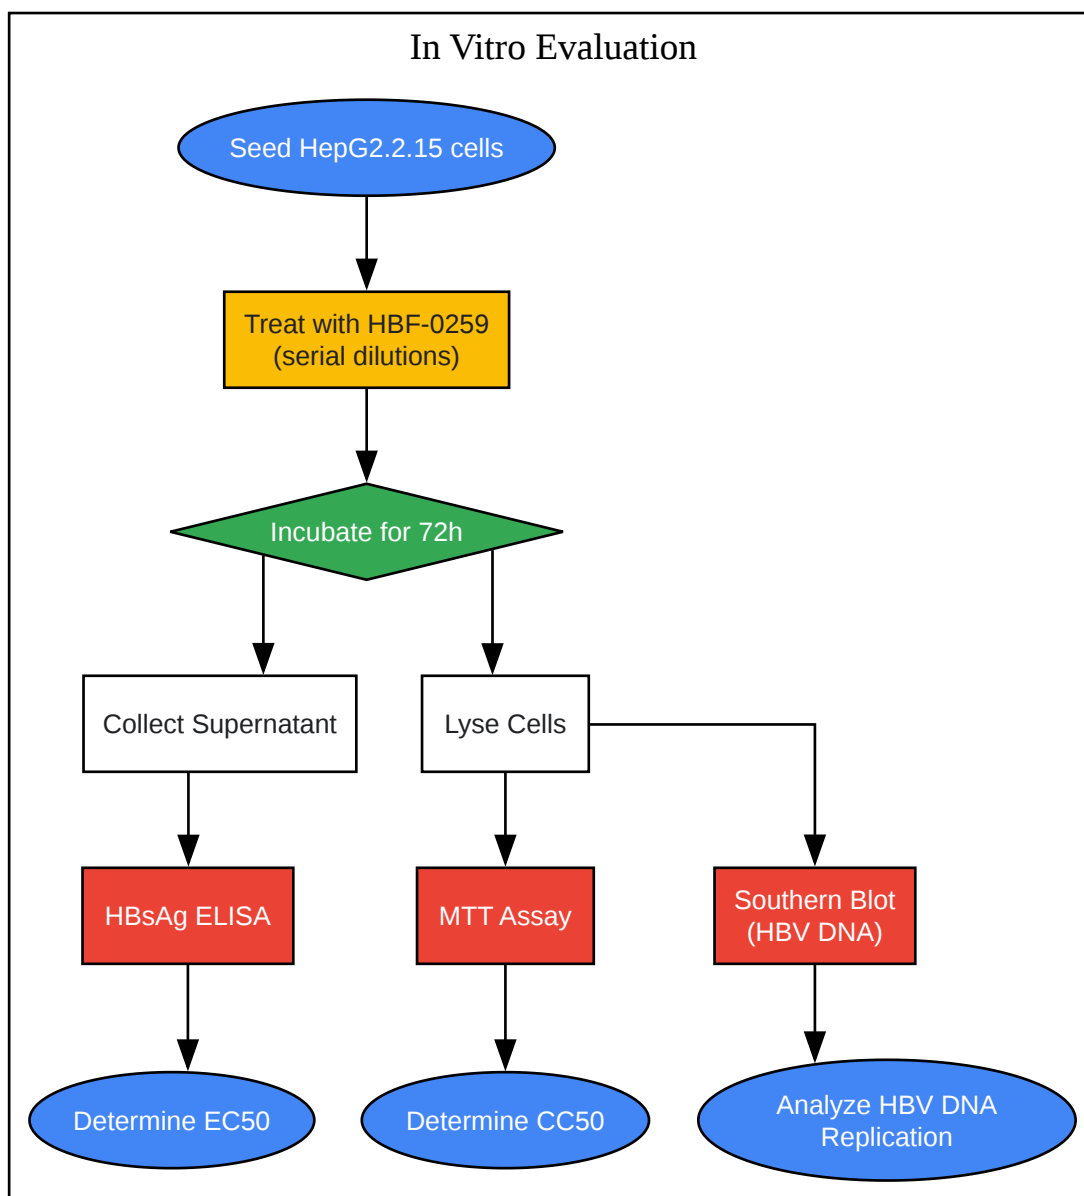 In Vitro Evaluation
Seed HepG2.2.15 cells
Treat with HBF-0259
(serial dilutions)
Incubate for 72h
Collect Supernatant
Lyse Cells
HBsAg ELISA
MTT Assay
Southern Blot
(HBV DNA)
Determine EC50
Determine CC50
Analyze HBV DNA
Replication